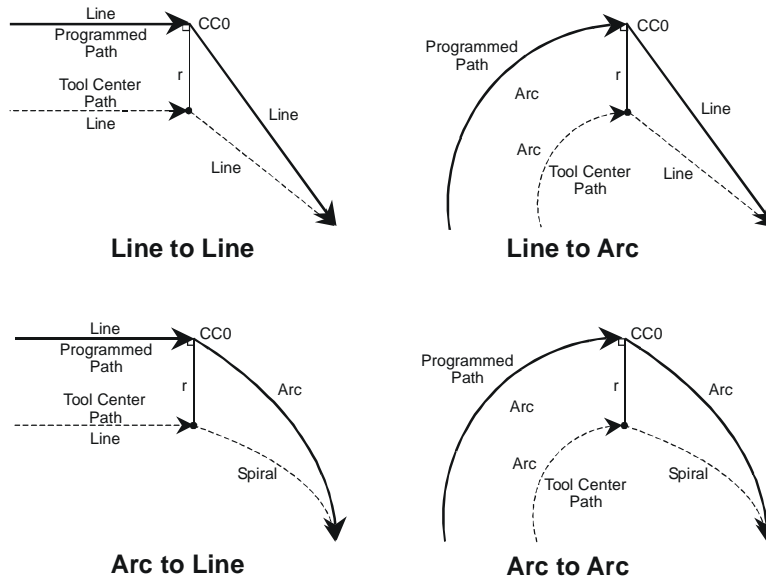 Line
CC0
Programmed
Path
r
Tool Center
Path
Line
Line
Line
Line to Line
CC0
Programmed
Path
r
Arc
Line
Arc
Tool Center
Path
Line
Line to Arc
Line
CC0
Programmed
Path
r
Arc
Tool Center
Path
Line
Spiral
Arc to Line
CC0
Programmed
Path
r
Arc
Arc
Arc
Tool Center
Path
Spiral
Arc to Arc